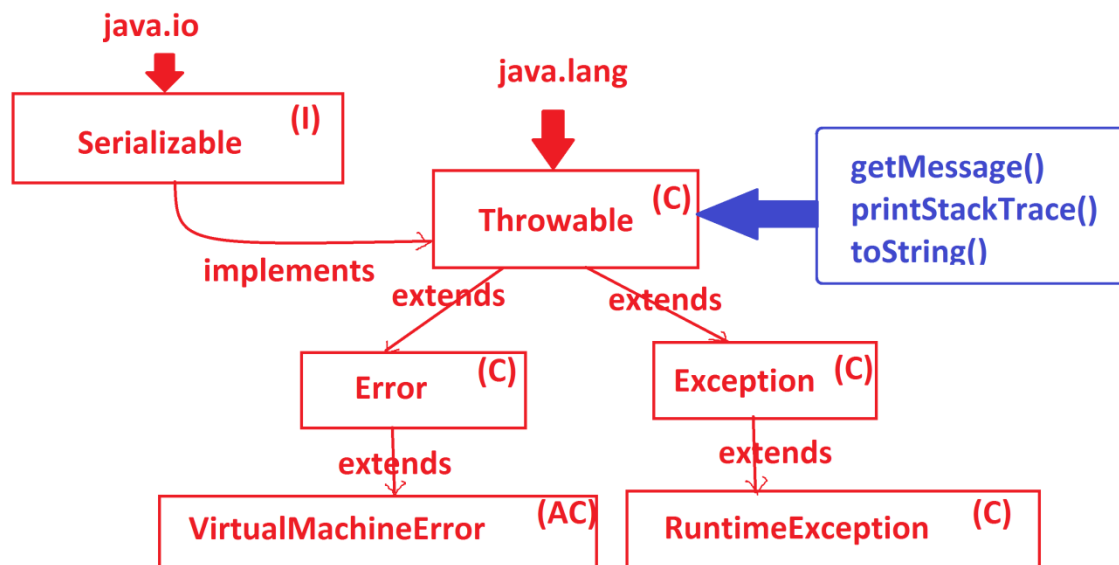 java.io
java.lang
Serializable (I)
Throwable (C)
getMessage()
printStackTrace()
toString()
implements
extends
extends
Error (C)
Exception (C)
extends
extends
VirtualMachineError (AC)
RuntimeException (C)